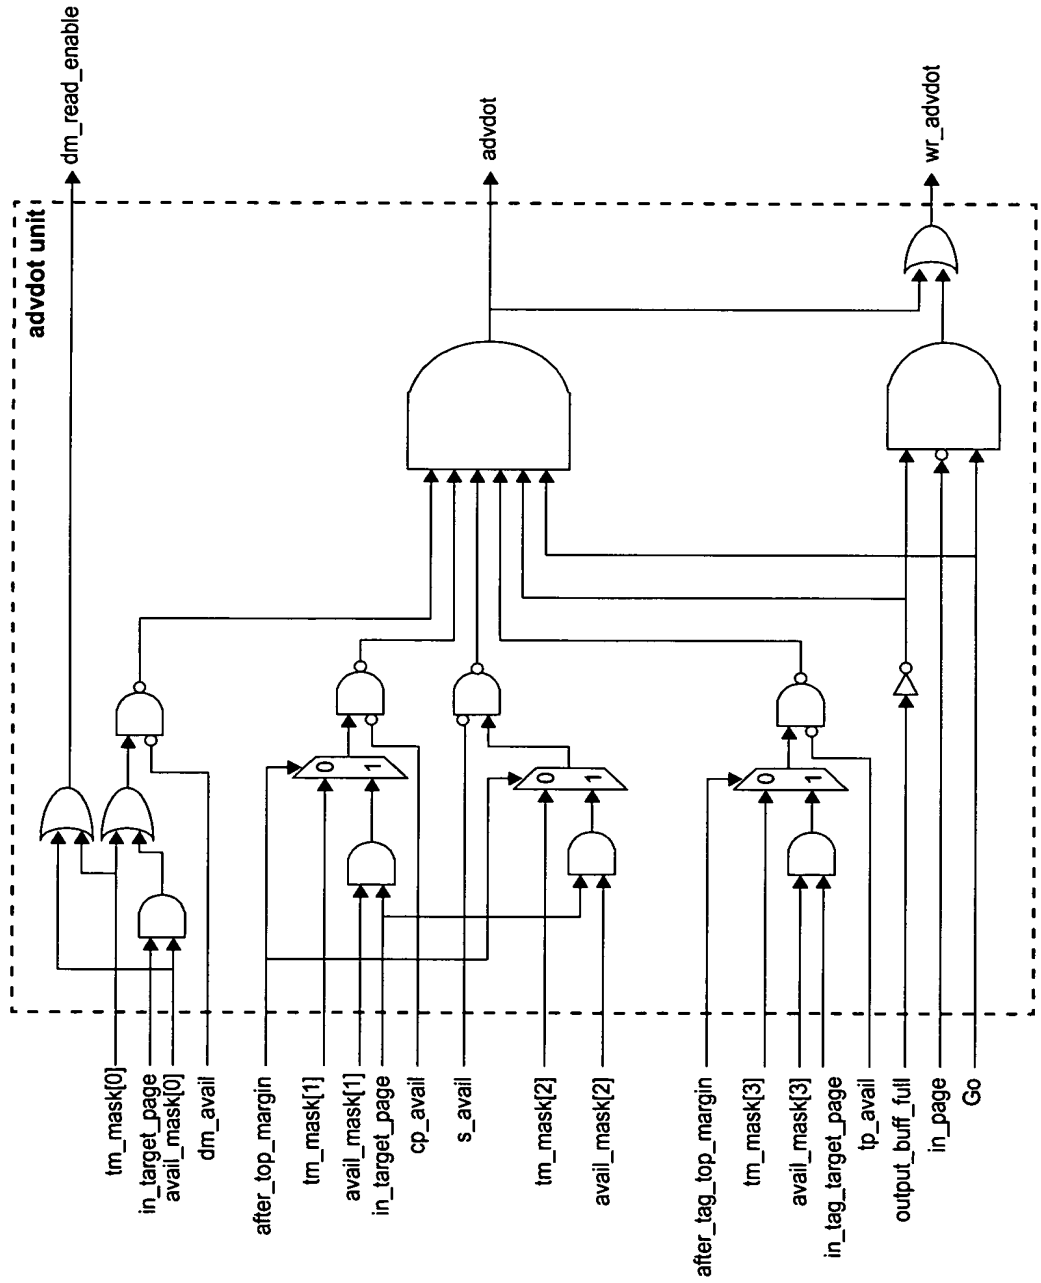 dm_read_enable
advdot
wr_advdot
advdot unit
0
1
0
1
0
1
tm_mask[0]
in_target_page
avail_mask[0]
dm_avail
after_top_margin
tm_mask[1]
avail_mask[1]
in_target_page
cp_avail
s_avail
tm_mask[2]
avail_mask[2]
after_tag_top_margin
tm_mask[3]
avail_mask[3]
in_tag_target_page
tp_avail
output_buff_full
in_page
Go